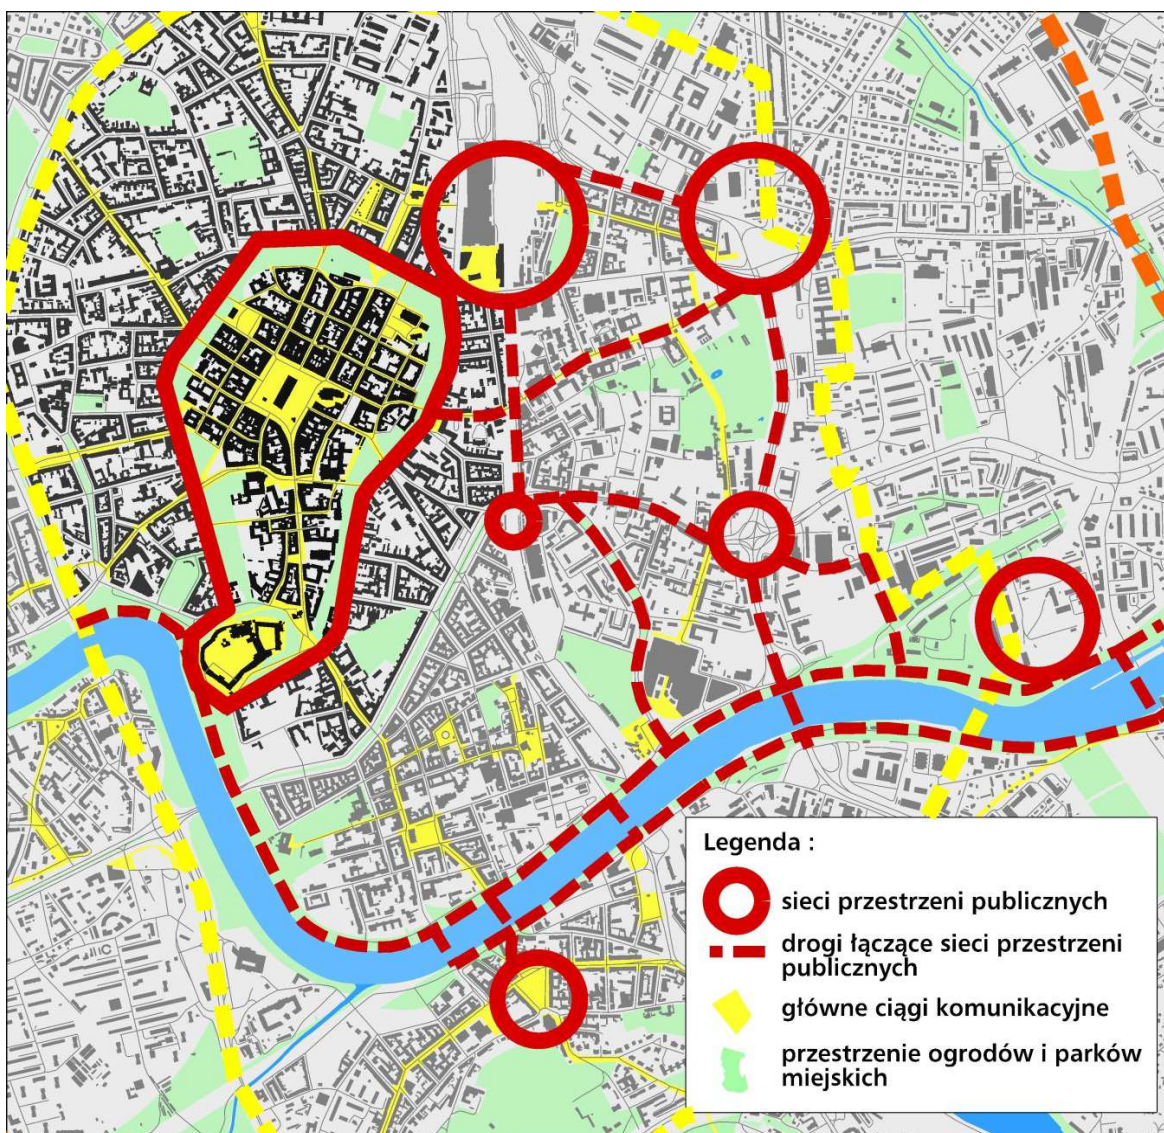 Legenda :
sieci przestrzeni publicznych
drogi łączące sieci przestrzeni
publicznych
główne ciągi komunikacyjne
przestrzenie ogrodów i parków
miejskich